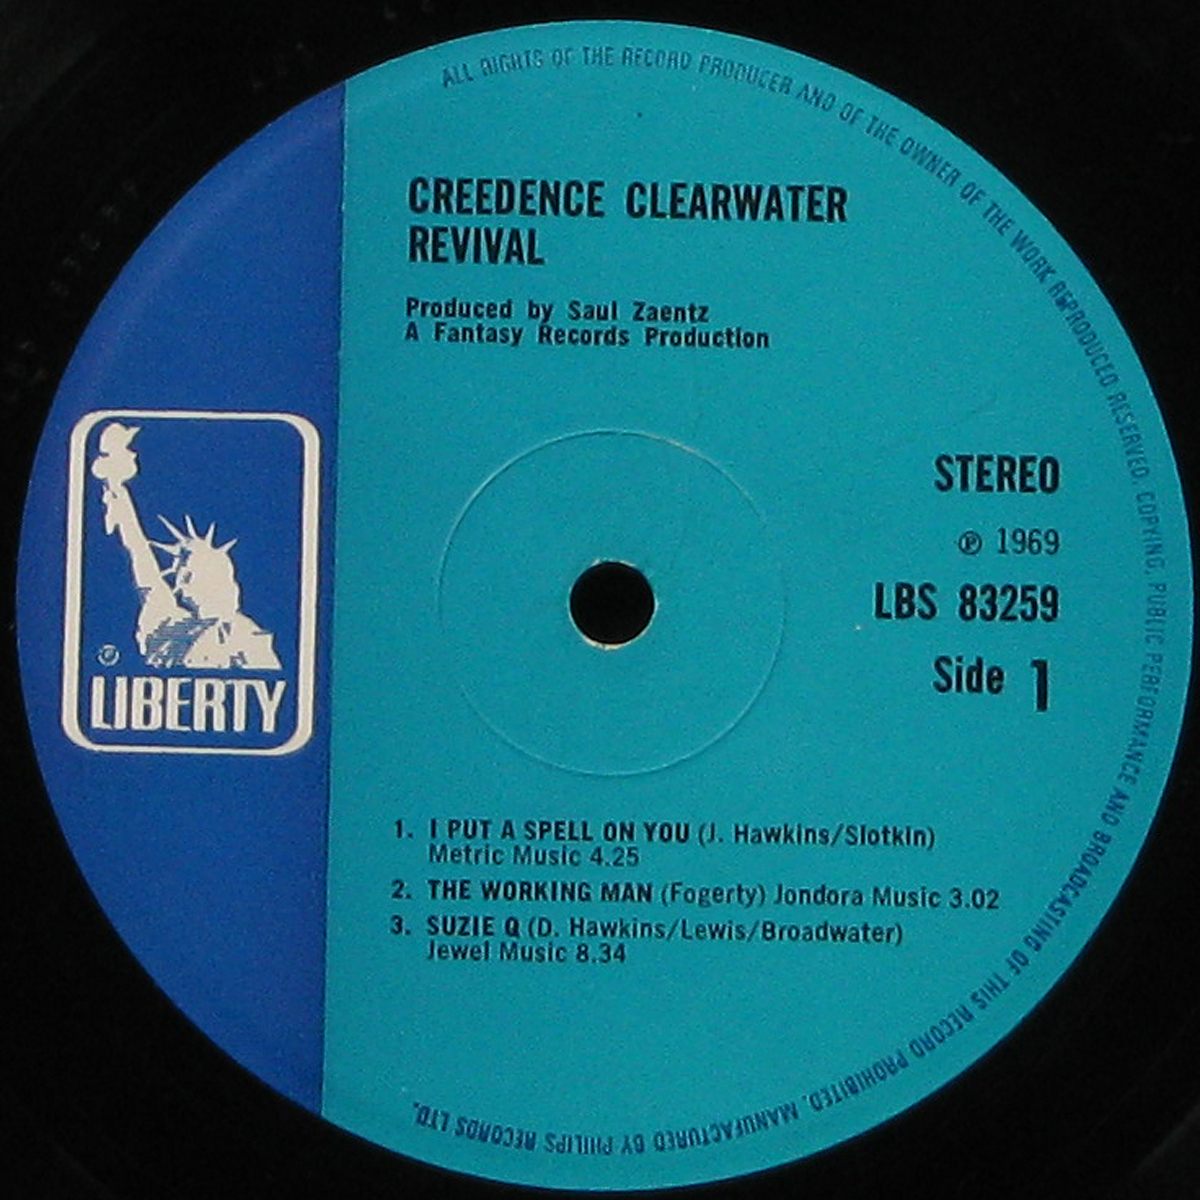 ALL RIGHTS OF THE RECORD PRODUCER AND OF THE OWNER OF THE WORK REPRODUCED RESERVED. COPYING, PUBLIC PERFORMANCE AND BROADCASTING OF THIS RECORD PROHIBITED. MANUFACTURED BY PHILIPS RECORDS LTD.
CREEDENCE CLEARWATER
REVIVAL
Produced by Saul Zaentz
A Fantasy Records Production
STEREO
℗ 1969
LBS 83259
Side 1
LIBERTY
1. I PUT A SPELL ON YOU (J. Hawkins/Slotkin)
Metric Music 4.25
2. THE WORKING MAN (Fogerty) Jondora Music 3.02
3. SUZIE Q (D. Hawkins/Lewis/Broadwater)
Jewel Music 8.34